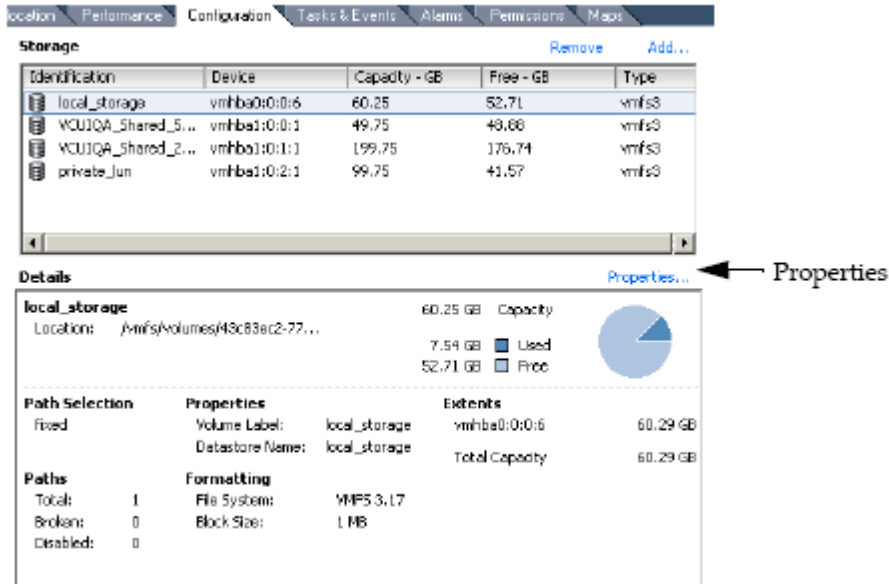 ocation Performance Configuration Tasks & Events Alarms Permissions Maps
Storage Remove Add...
Identification Device Capacity - GB Free - GB Type
local_storage vmhba0:0:0:6 60.25 52.71 vmfs3
VCUIQA_Shared_S... vmhba1:0:0:1 49.75 48.88 vmfs3
VCUIQA_Shared_2... vmhba1:0:1:1 199.75 176.74 vmfs3
private_lun vmhba1:0:2:1 99.75 41.57 vmfs3
Details Properties... Properties
local_storage 60.25 GB Capacity
Location: /vmfs/volumes/43c83ec2-77...
7.54 GB Used
52.71 GB Free
Path Selection Properties Extents
Fixed Volume Label: local_storage vmhba0:0:0:6 60.29 GB
Datastore Name: local_storage
Total Capacity 60.29 GB
Paths Formatting
Total: 1 File System: VMFS 3.17
Broken: 0 Block Size: 1 MB
Disabled: 0